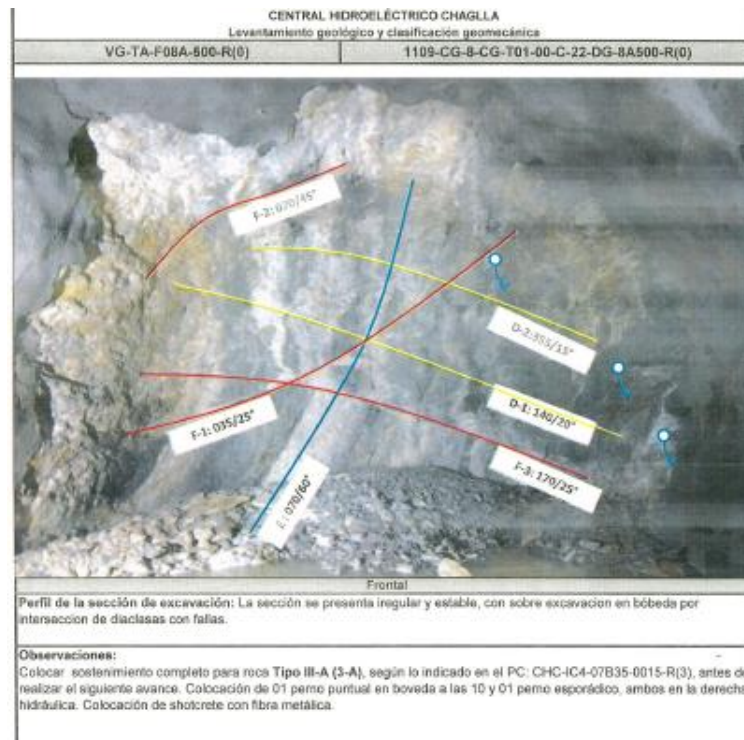 CENTRAL HIDROELÉCTRICO CHAGLLA
Levantamiento geológico y clasificación geomecánica
VG-TA-F08A-500-R(0)
1109-CG-8-CG-T01-00-C-22-DG-8A500-R(0)
F-2: 070/45°
D-2:355/15°
D-1: 140/20°
F-1: 035/25°
F-3: 170/25°
E : 070/60°
Frontal
Perfil de la sección de excavación: La sección se presenta iregular y estable, con sobre excavacion en bóbeda por
interseccion de diaclasas con fallas.
Observaciones:
Colocar sostenimiento completo para roca Tipo III-A (3-A), según lo indicado en el PC: CHC-IC4-07B35-0015-R(3), antes de
realizar el siguiente avance. Colocación de 01 perno puntual en boveda a las 10 y 01 perno esporádico, ambos en la derecha
hidráulica. Colocación de shotcrete con fibra metálica.